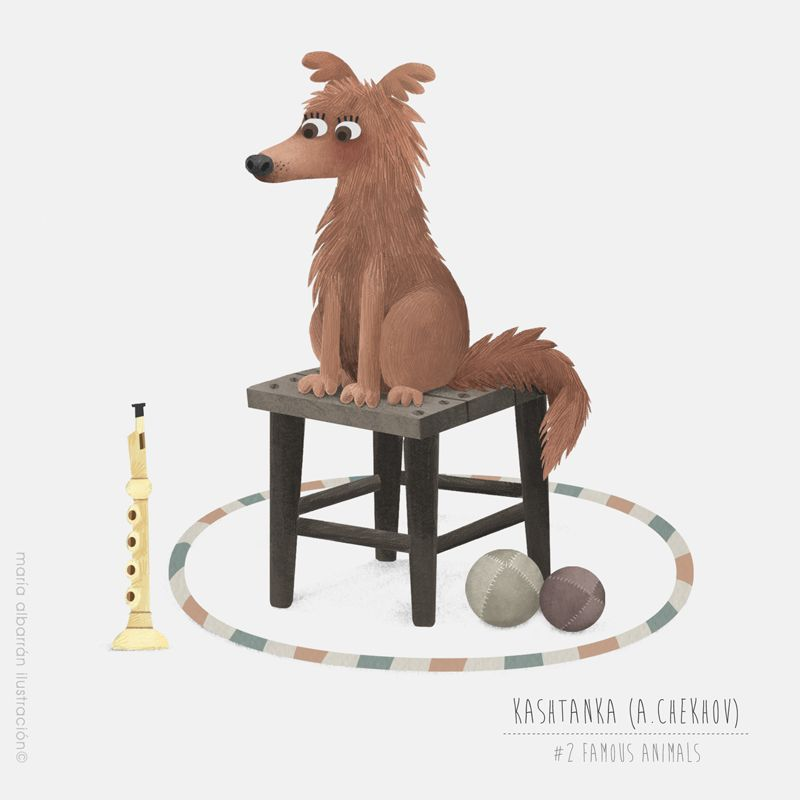 KASHTANKA (A.CHEKHOV)
#2 FAMOUS ANIMALS
maría albarrán ilustración©